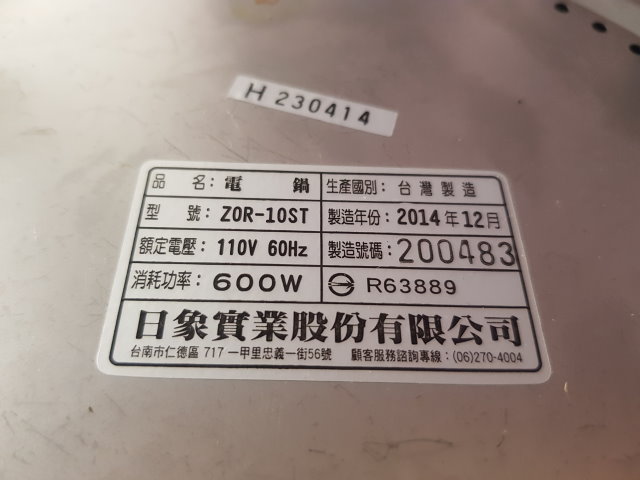 H 230414
品 名: 電 鍋 生產國別: 台灣製造
型 號: ZOR-10ST 製造年份: 2014年12月
額定電壓: 110V 60Hz 製造號碼: 200483
消耗功率: 600W R63889
日象實業股份有限公司
台南市仁德區 717 一甲里忠義一街56號 顧客服務諮詢專線:(06)270-4004